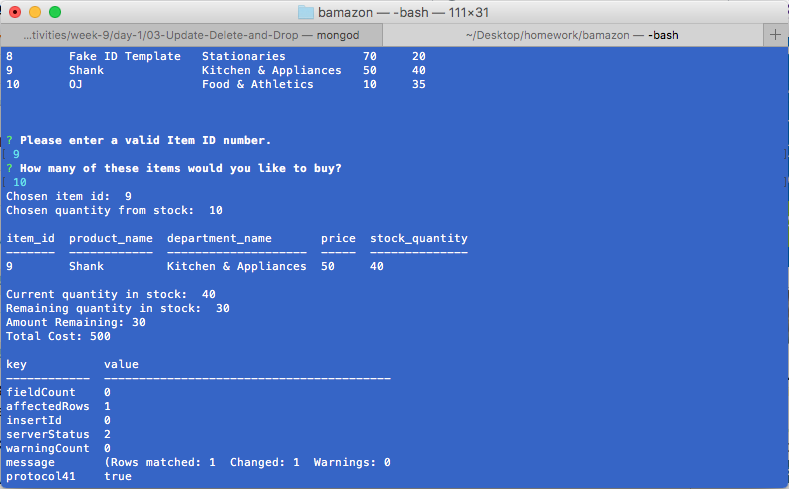 bamazon — -bash — 111×31
...tivities/week-9/day-1/03-Update-Delete-and-Drop — mongod
~/Desktop/homework/bamazon — -bash
+
8 Fake ID Template Stationaries 70 20
9 Shank Kitchen & Appliances 50 40
10 OJ Food & Athletics 10 35
? Please enter a valid Item ID number.
[ 9 ]
? How many of these items would you like to buy?
[ 10 ]
Chosen item id: 9
Chosen quantity from stock: 10
item_id product_name department_name price stock_quantity
------- ------------ -------------------- ----- --------------
9 Shank Kitchen & Appliances 50 40
Current quantity in stock: 40
Remaining quantity in stock: 30
Amount Remaining: 30
Total Cost: 500
key value
------------ -----------------------------------------
fieldCount 0
affectedRows 1
insertId 0
serverStatus 2
warningCount 0
message (Rows matched: 1 Changed: 1 Warnings: 0
protocol41 true